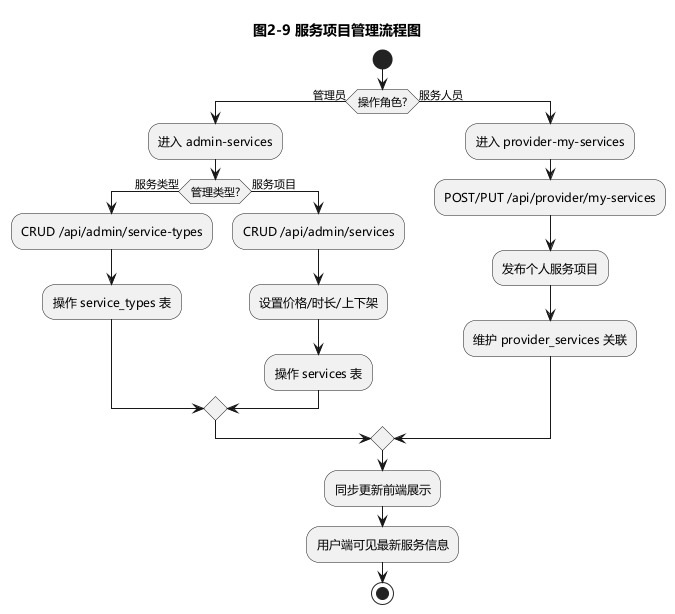 图2-9 服务项目管理流程图
管理员
操作角色?
服务人员
进入 admin-services
进入 provider-my-services
服务类型
管理类型?
服务项目
POST/PUT /api/provider/my-services
CRUD /api/admin/service-types
CRUD /api/admin/services
发布个人服务项目
操作 service_types 表
设置价格/时长/上下架
维护 provider_services 关联
操作 services 表
同步更新前端展示
用户端可见最新服务信息